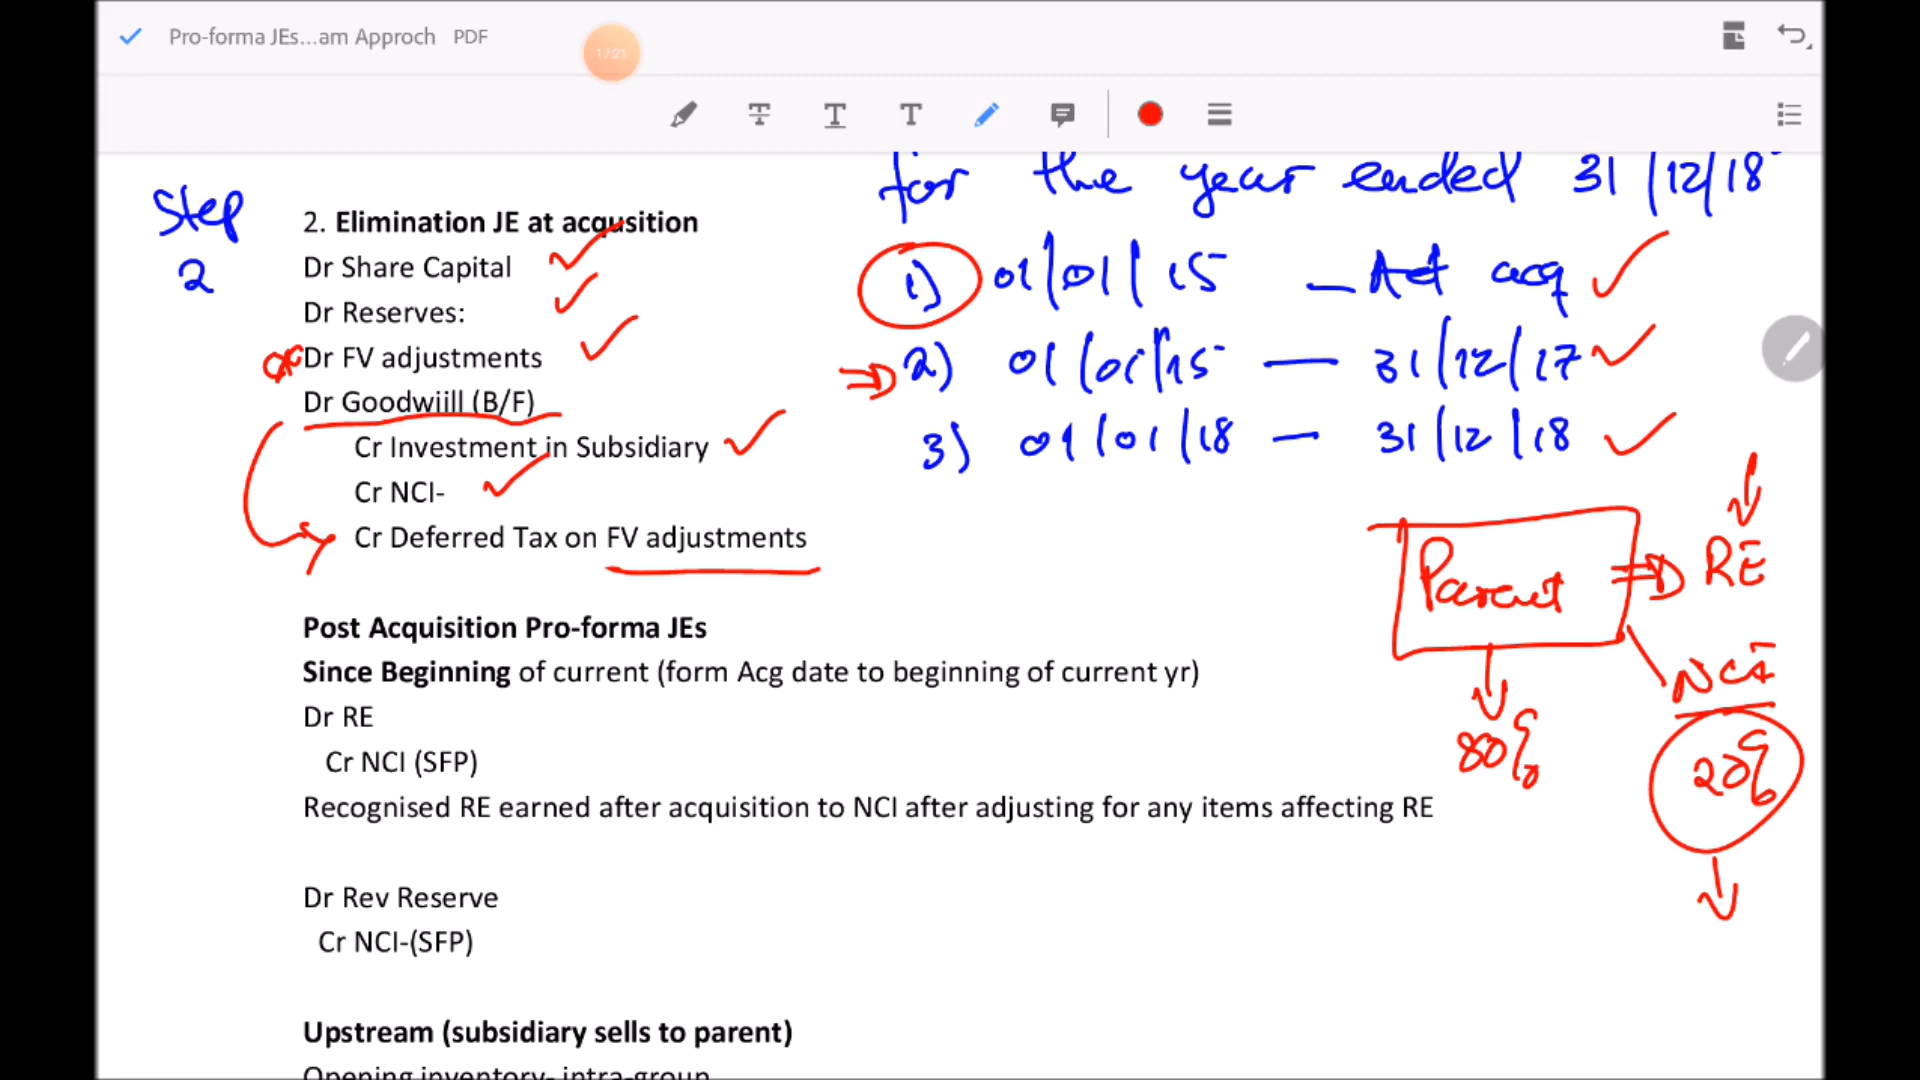 Pro-forma JEs...am Approch PDF
17:21
for the year ended 31/12/18
Step
2
2. Elimination JE at acqusition
Dr Share Capital
Dr Reserves:
Dr FV adjustments
Dr Goodwiill (B/F)
Cr Investment in Subsidiary
Cr NCI-
Cr Deferred Tax on FV adjustments
1) 01/01/15 - At acq
2) 01/01/15 — 31/12/17
3) 01/01/18 - 31/12/18
Parent
RE
NCI
80%
20%
Post Acquisition Pro-forma JEs
Since Beginning of current (form Acg date to beginning of current yr)
Dr RE
Cr NCI (SFP)
Recognised RE earned after acquisition to NCI after adjusting for any items affecting RE
Dr Rev Reserve
Cr NCI-(SFP)
Upstream (subsidiary sells to parent)
Opening inventory- intra-group